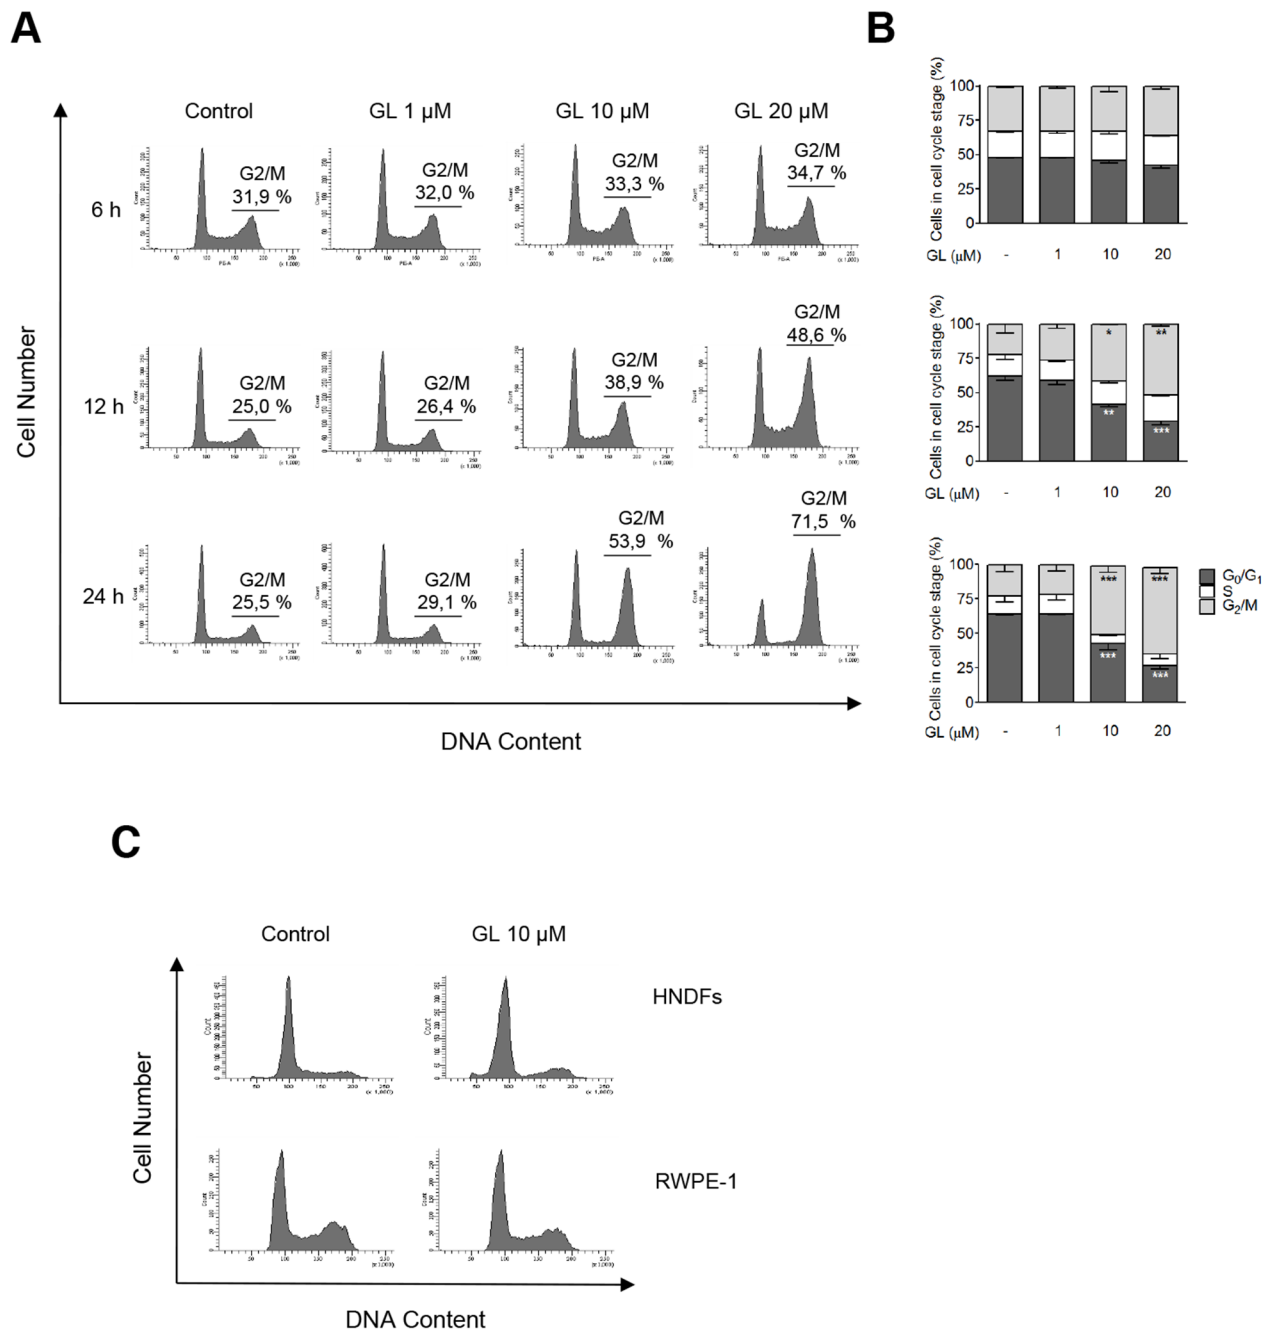 A
B
Control
GL 1 µM
GL 10 µM
GL 20 µM
6 h
G2/M
31,9 %
G2/M
32,0 %
G2/M
33,3 %
G2/M
34,7 %
12 h
G2/M
25,0 %
G2/M
26,4 %
G2/M
38,9 %
G2/M
48,6 %
24 h
G2/M
25,5 %
G2/M
29,1 %
G2/M
53,9 %
G2/M
71,5 %
Cell Number
DNA Content
Cells in cell cycle stage (%)
100
75
50
25
0
GL (µM)
-
1
10
20
Cells in cell cycle stage (%)
100
75
50
25
0
*
**
**
***
GL (µM)
-
1
10
20
Cells in cell cycle stage (%)
100
75
50
25
0
***
***
***
***
GL (µM)
-
1
10
20
G0/G1
S
G2/M
C
Control
GL 10 µM
HNDFs
RWPE-1
Cell Number
DNA Content